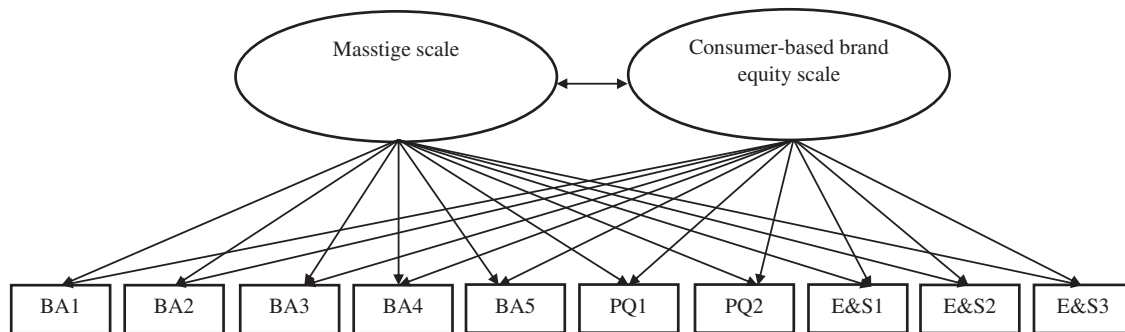 Masstige scale
Consumer-based brand
equity scale
BA1
BA2
BA3
BA4
BA5
PQ1
PQ2
E&S1
E&S2
E&S3